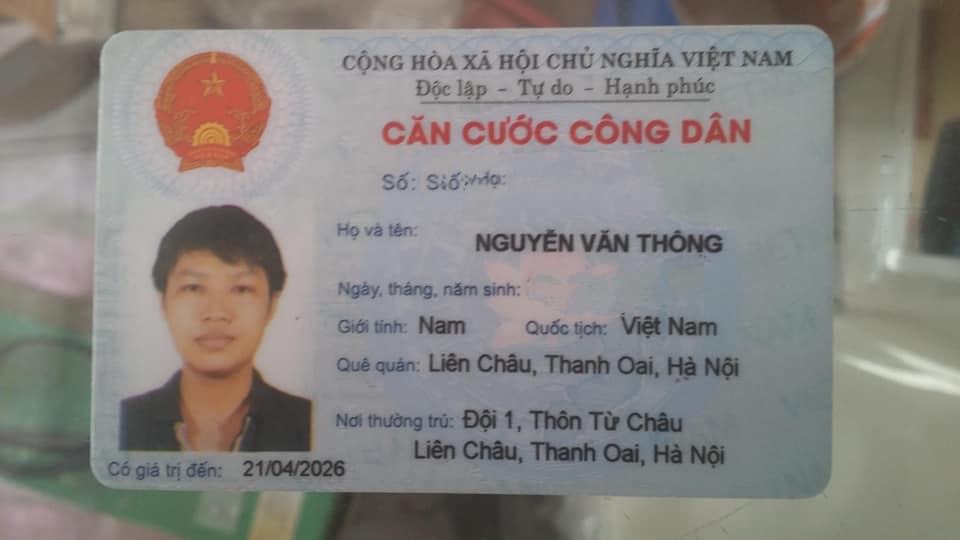 CỘNG HÒA XÃ HỘI CHỦ NGHĨA VIỆT NAM
Độc lập - Tự do - Hạnh phúc
CĂN CƯỚC CÔNG DÂN
Số:
Họ và tên: NGUYỄN VĂN THÔNG
Ngày, tháng, năm sinh:
Giới tính: Nam Quốc tịch: Việt Nam
Quê quán: Liên Châu, Thanh Oai, Hà Nội
Nơi thường trú: Đội 1, Thôn Từ Châu
Liên Châu, Thanh Oai, Hà Nội
Có giá trị đến: 21/04/2026